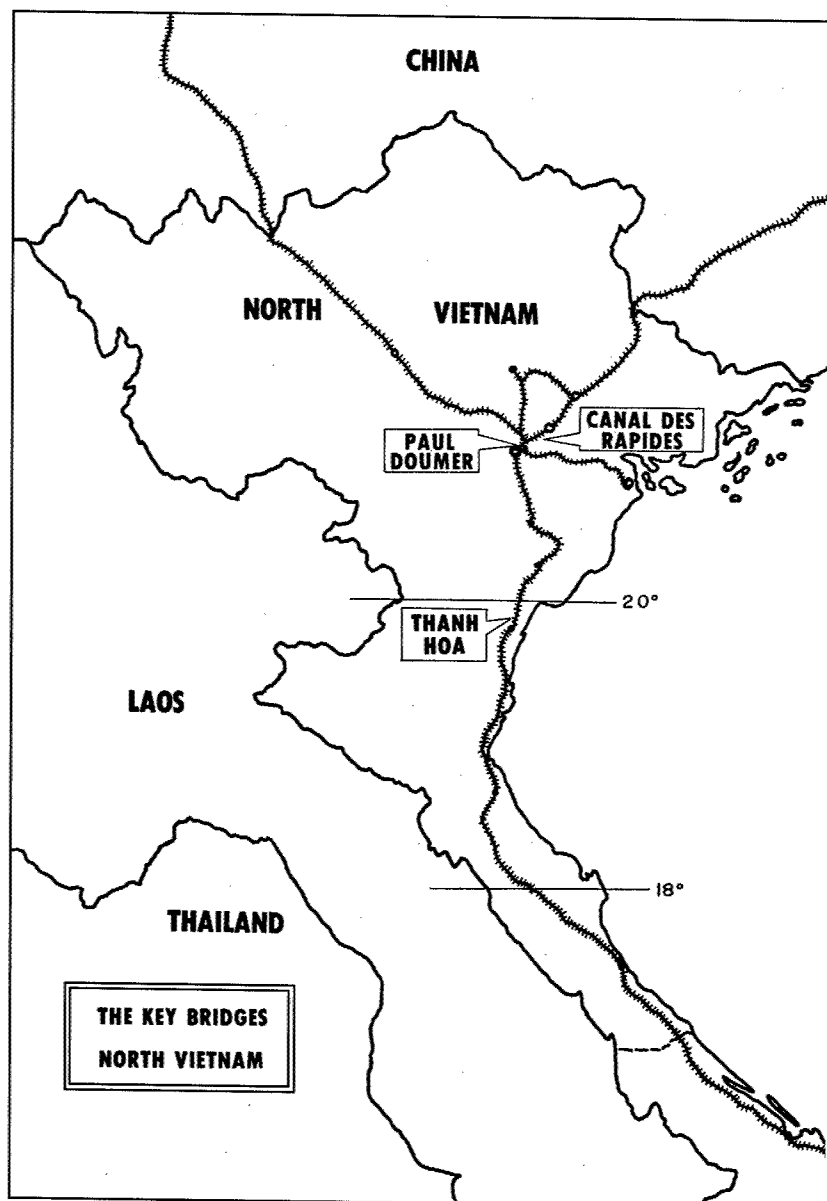 CHINA
NORTH VIETNAM
CANAL DES
RAPIDES
PAUL
DOUMER
20°
THANH
HOA
LAOS
18°
THAILAND
THE KEY BRIDGES
NORTH VIETNAM